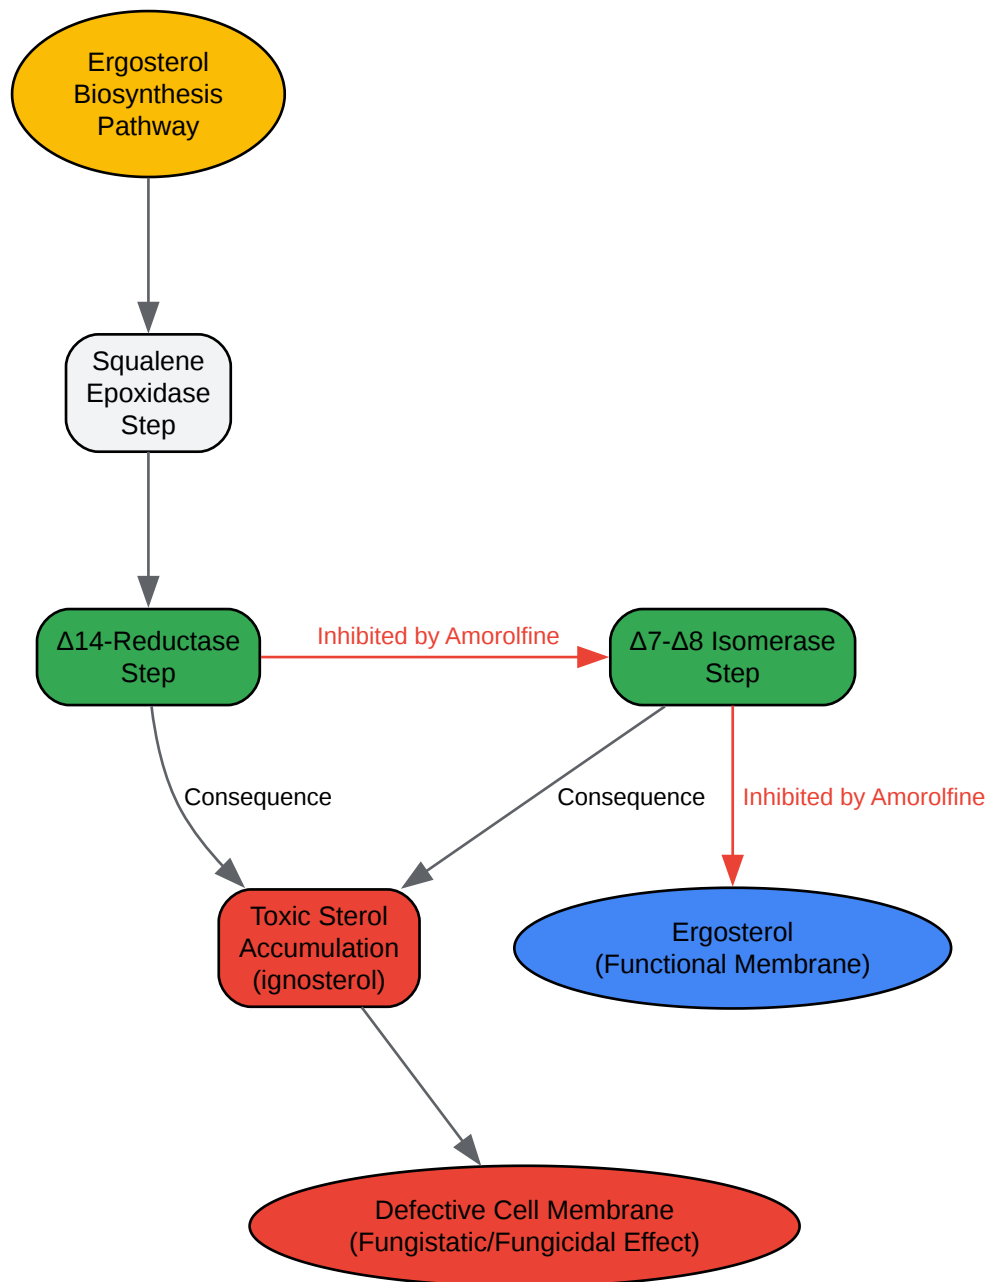 Ergosterol
Biosynthesis
Pathway
Squalene
Epoxidase
Step
Δ14-Reductase
Step
Inhibited by Amorolfine
Δ7-Δ8 Isomerase
Step
Consequence
Consequence
Inhibited by Amorolfine
Toxic Sterol
Accumulation
(ignosterol)
Ergosterol
(Functional Membrane)
Defective Cell Membrane
(Fungistatic/Fungicidal Effect)